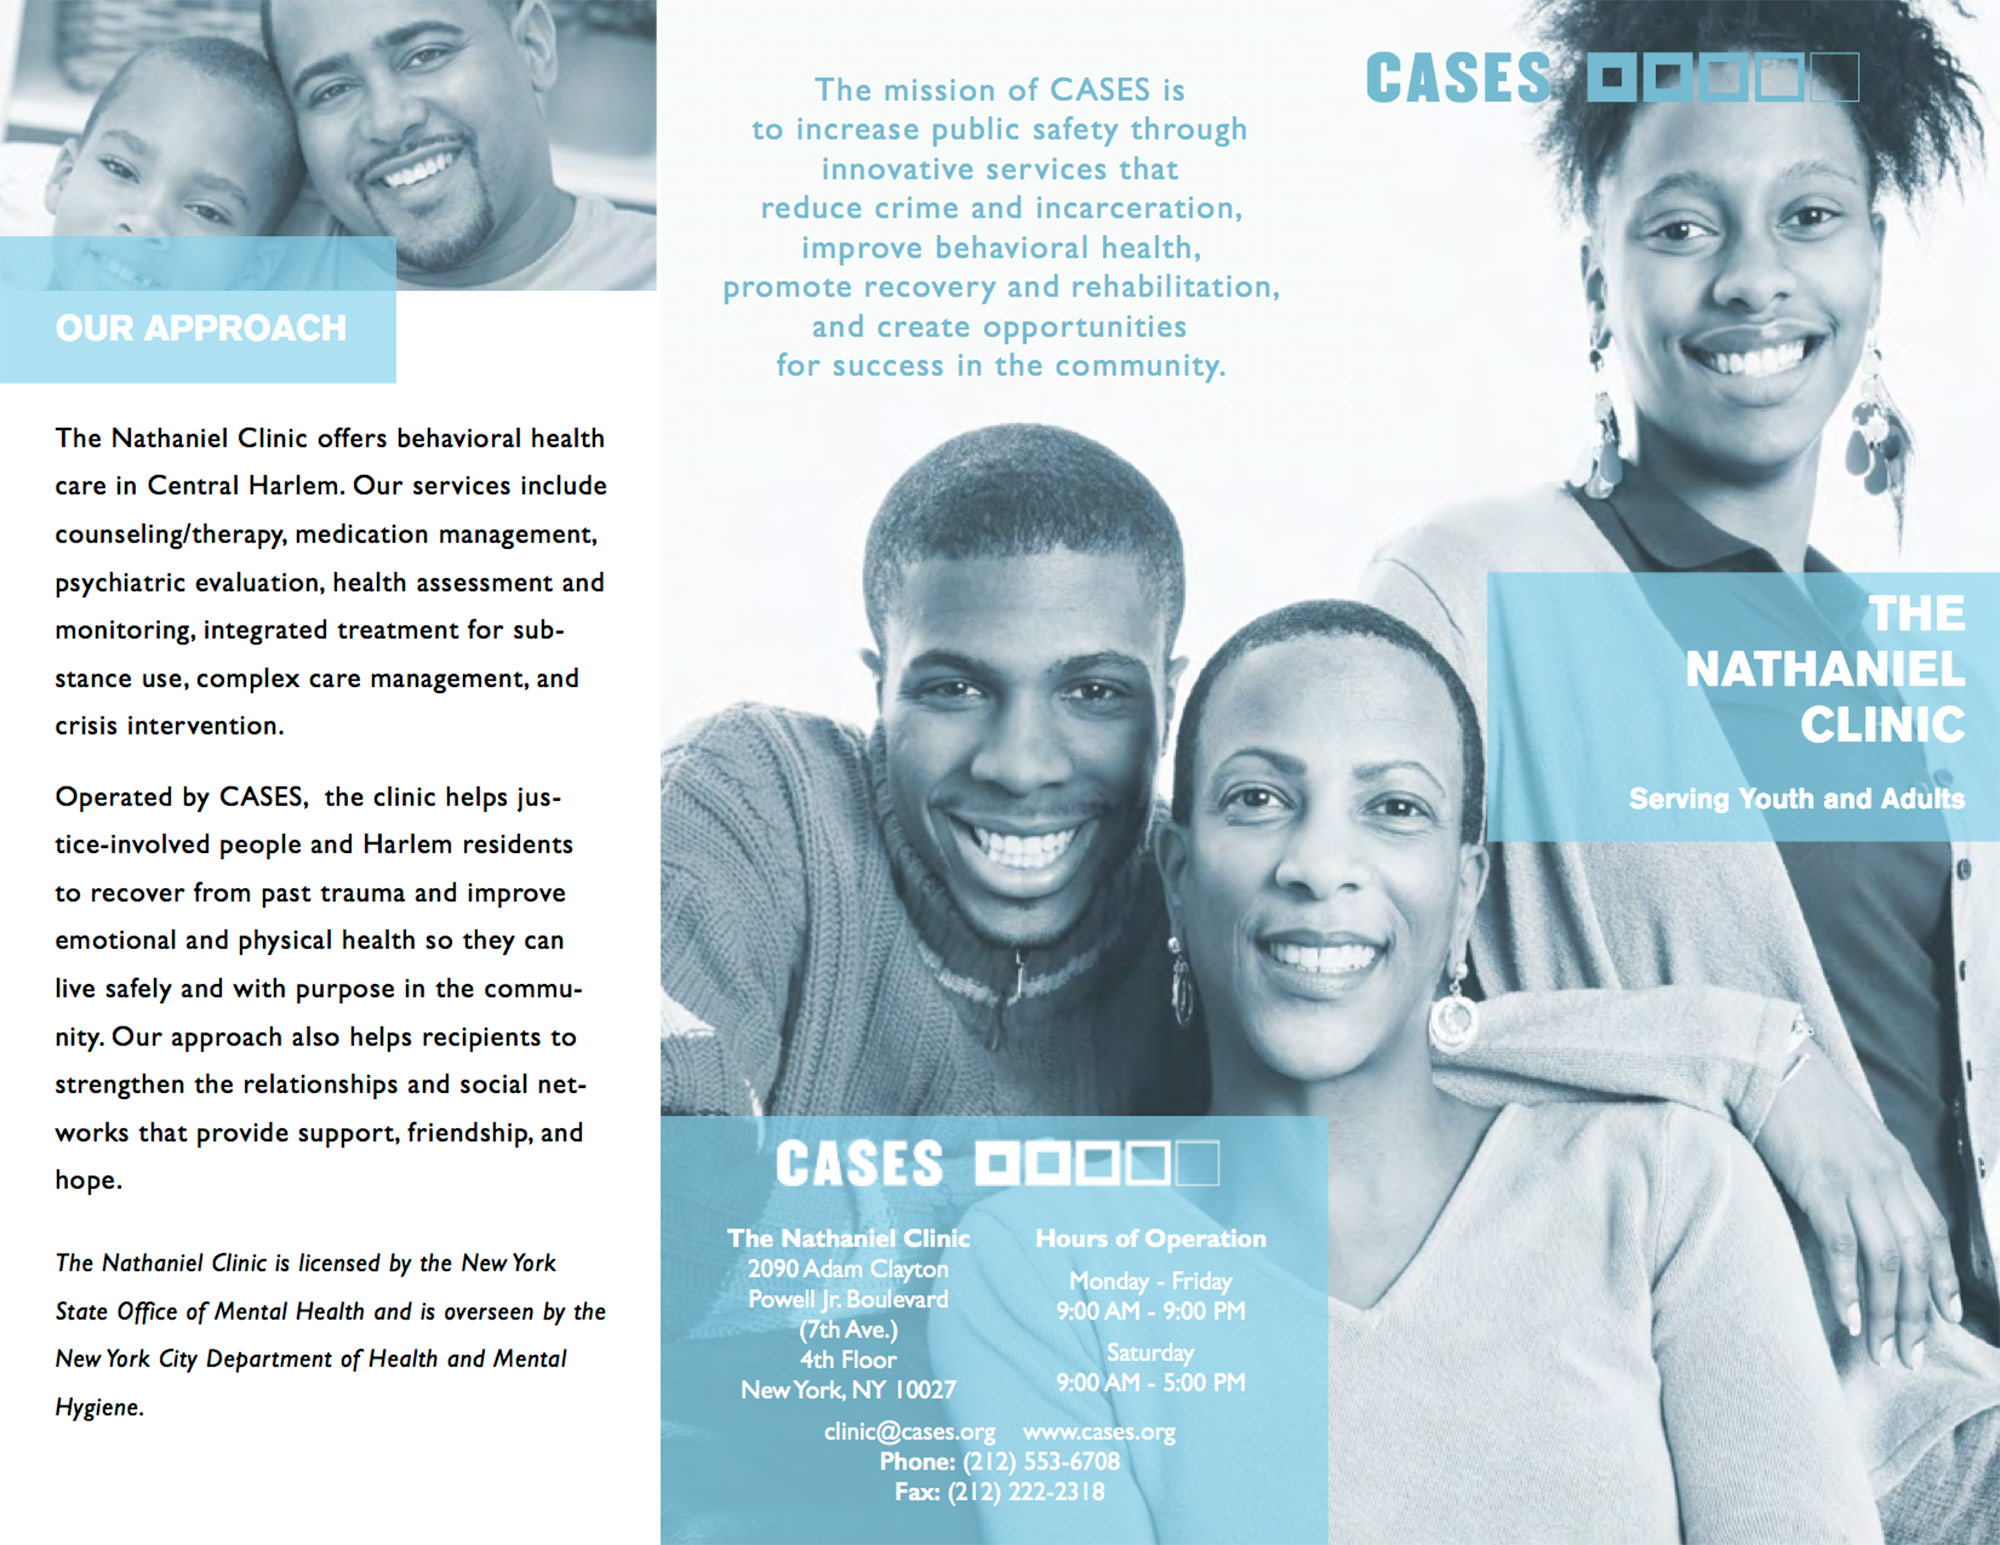 OUR APPROACH
The Nathaniel Clinic offers behavioral health
care in Central Harlem. Our services include
counseling/therapy, medication management,
psychiatric evaluation, health assessment and
monitoring, integrated treatment for sub-
stance use, complex care management, and
crisis intervention.
Operated by CASES,  the clinic helps jus-
tice-involved people and Harlem residents
to recover from past trauma and improve
emotional and physical health so they can
live safely and with purpose in the commu-
nity. Our approach also helps recipients to
strengthen the relationships and social net-
works that provide support, friendship, and
hope.
The Nathaniel Clinic is licensed by the New York
State Office of Mental Health and is overseen by the
New York City Department of Health and Mental
Hygiene.
The mission of CASES is
to increase public safety through
innovative services that
reduce crime and incarceration,
improve behavioral health,
promote recovery and rehabilitation,
and create opportunities
for success in the community.
CASES
The Nathaniel Clinic
2090 Adam Clayton
Powell Jr. Boulevard
(7th Ave.)
4th Floor
New York, NY 10027
Hours of Operation
Monday - Friday
9:00 AM - 9:00 PM
Saturday
9:00 AM - 5:00 PM
clinic@cases.org www.cases.org
Phone: (212) 553-6708
Fax: (212) 222-2318
CASES
THE
NATHANIEL
CLINIC
Serving Youth and Adults